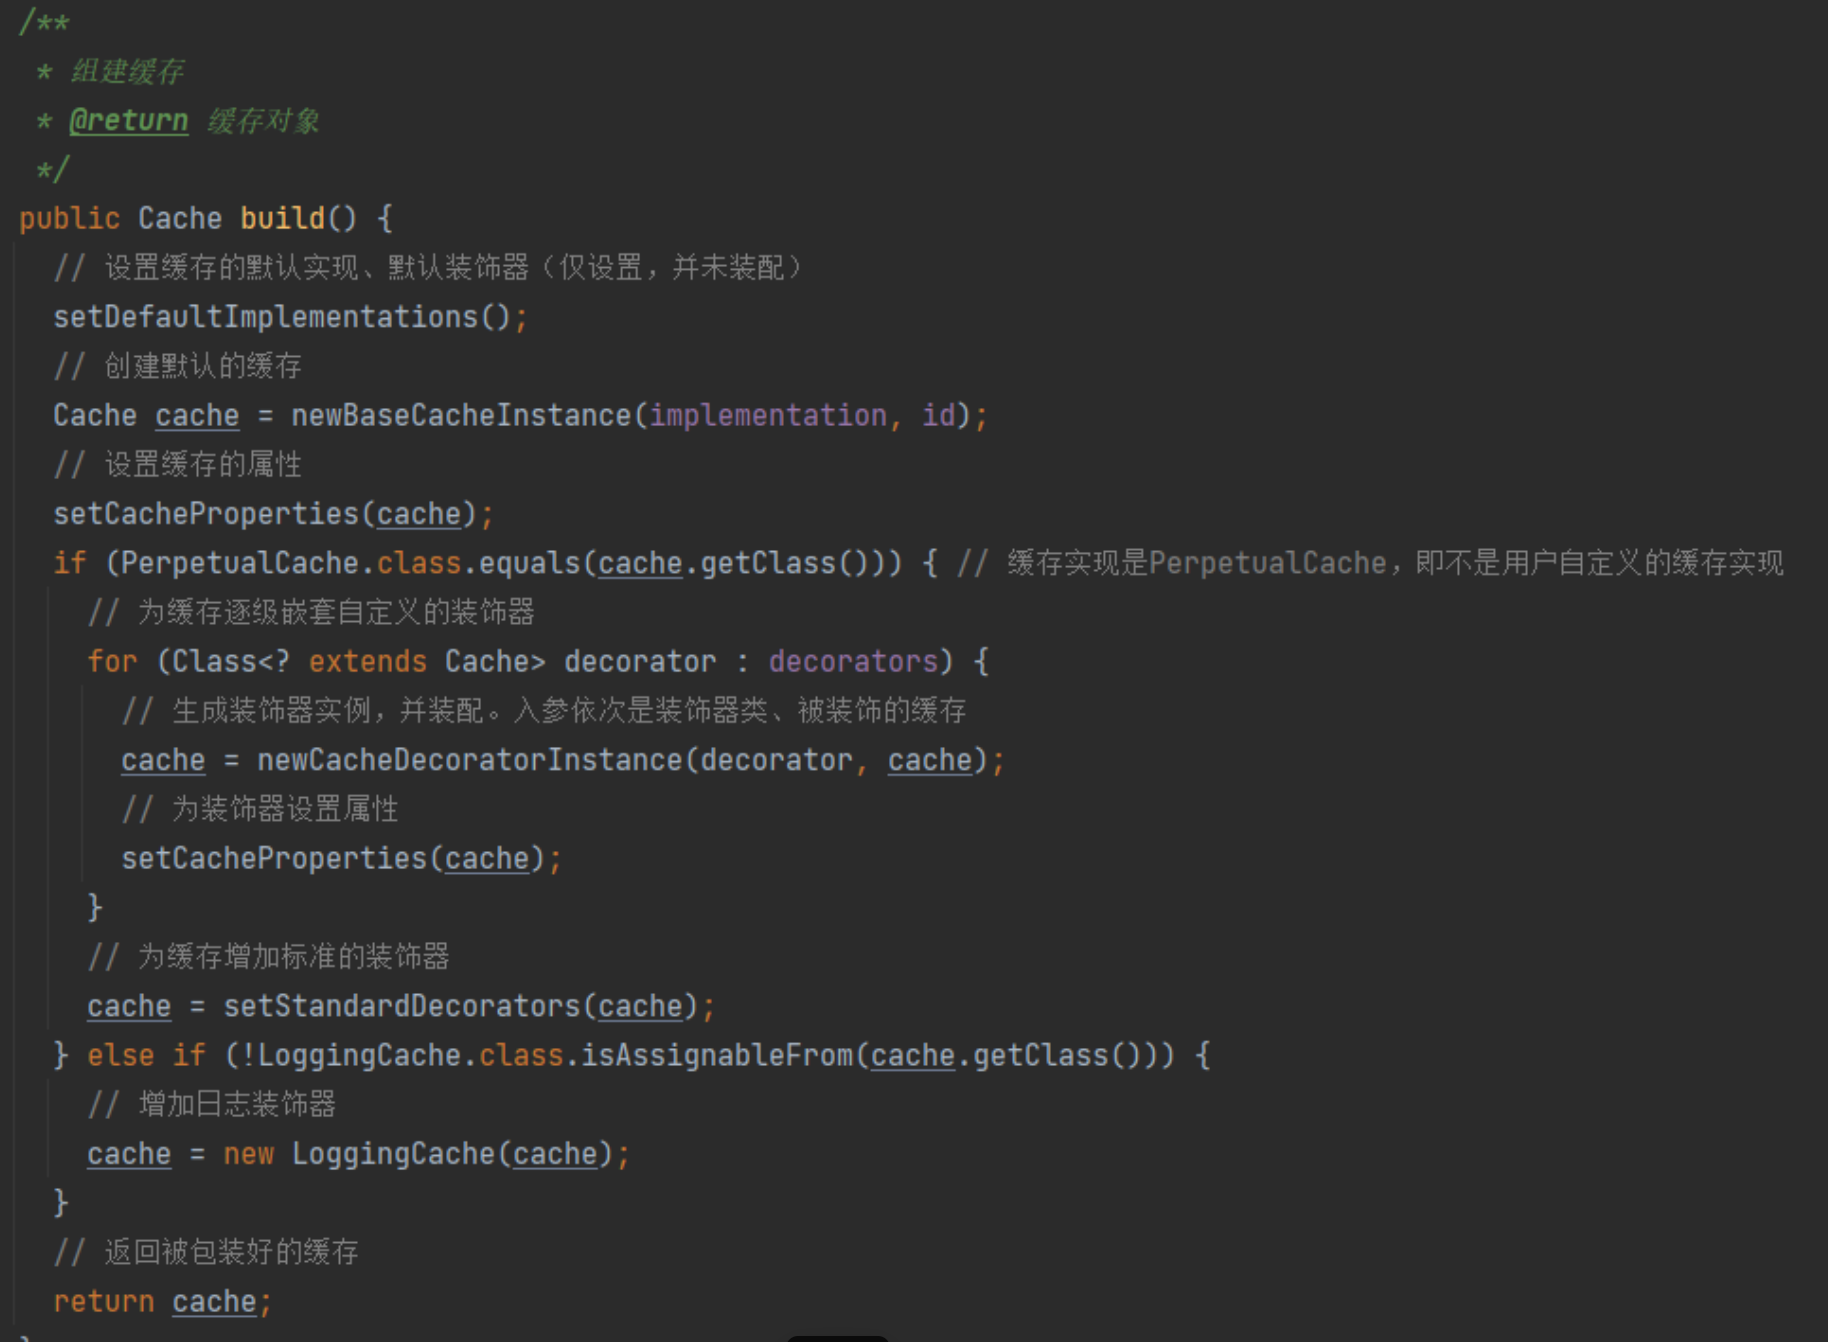 /**
 * 组建缓存
 * @return 缓存对象
 */
public Cache build() {
  // 设置缓存的默认实现、默认装饰器（仅设置，并未装配）
  setDefaultImplementations();
  // 创建默认的缓存
  Cache cache = newBaseCacheInstance(implementation, id);
  // 设置缓存的属性
  setCacheProperties(cache);
  if (PerpetualCache.class.equals(cache.getClass())) { // 缓存实现是PerpetualCache，即不是用户自定义的缓存实现
    // 为缓存逐级嵌套自定义的装饰器
    for (Class<? extends Cache> decorator : decorators) {
      // 生成装饰器实例，并装配。入参依次是装饰器类、被装饰的缓存
      cache = newCacheDecoratorInstance(decorator, cache);
      // 为装饰器设置属性
      setCacheProperties(cache);
    }
    // 为缓存增加标准的装饰器
    cache = setStandardDecorators(cache);
  } else if (!LoggingCache.class.isAssignableFrom(cache.getClass())) {
    // 增加日志装饰器
    cache = new LoggingCache(cache);
  }
  // 返回被包装好的缓存
  return cache;
}